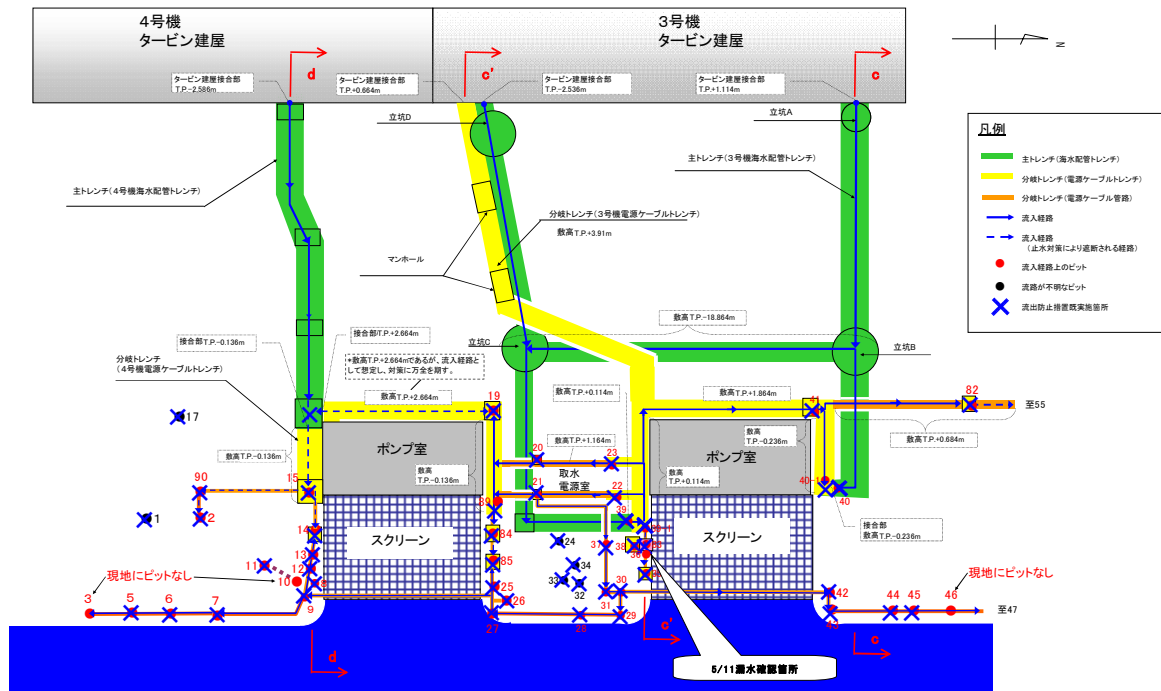 4号機
タービン建屋
3号機
タービン建屋
N
d
c'
c
タービン建屋接合部
T.P.-2.586m
タービン建屋接合部
T.P.+0.664m
タービン建屋接合部
T.P.-2.536m
タービン建屋接合部
T.P.+1.114m
立坑D
立坑A
凡例
主トレンチ(海水配管トレンチ)
分岐トレンチ(電源ケーブルトレンチ)
分岐トレンチ(電源ケーブル管路)
流入経路
流入経路
(止水対策により遮断される経路)
流入経路上のピット
流路が不明なピット
流出防止措置既実施箇所
主トレンチ(4号機海水配管トレンチ)
主トレンチ(3号機海水配管トレンチ)
分岐トレンチ(3号機電源ケーブルトレンチ)
敷高T.P.+3.91m
マンホール
敷高T.P.-18.864m
接合部T.P.-0.136m
接合部T.P.+2.664m
立坑C
立坑B
分岐トレンチ
(4号機電源ケーブルトレンチ)
*敷高T.P.+2.664mであるが、流入経路と
して想定し、対策に万全を期す。
敷高T.P.+2.664m
敷高T.P.+0.114m
敷高T.P.+1.864m
17
19
41
82
至55
敷高T.P.+1.164m
敷高
T.P.-0.236m
敷高T.P.+0.684m
ポンプ室
ポンプ室
敷高T.P.-0.136m
敷高
T.P.-0.136m
20
23
取水
電源室
敷高
T.P.+0.114m
90
15
21
22
89
40-1
40
1
2
39
接合部
敷高T.P.-0.236m
14
84
スクリーン
スクリーン
24
37
38
13
12
11
10
8
85
34
33
32
現地にピットなし
現地にピットなし
3
5
6
7
9
25
26
27
28
29
30
31
42
43
44
45
46
至47
d
c'
c
5/11漏水確認箇所